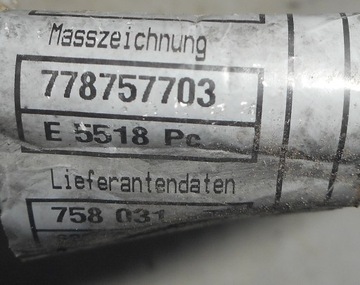 Masszeichnung
778757703
E 5518 Pc
Lieferantendaten
758 031